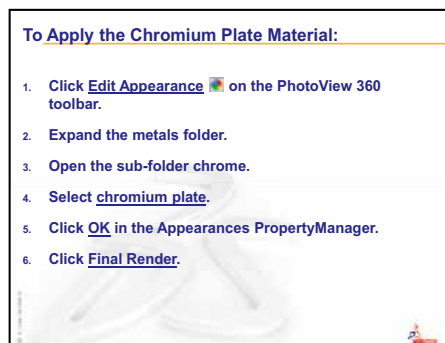 To Apply the Chromium Plate Material:
1. Click Edit Appearance on the PhotoView 360
toolbar.
2. Expand the metals folder.
3. Open the sub-folder chrome.
4. Select chromium plate.
5. Click OK in the Appearances PropertyManager.
6. Click Final Render.